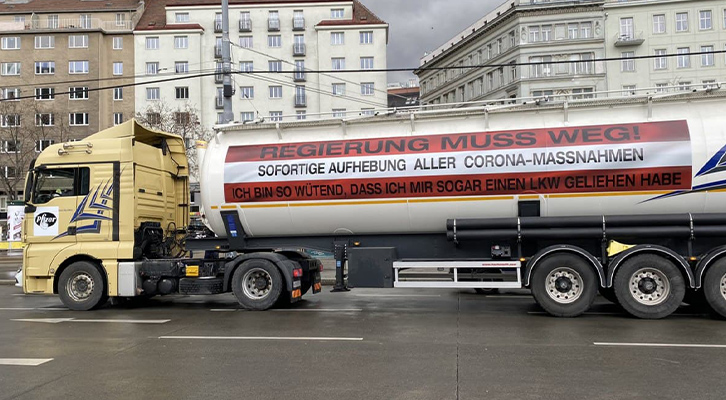 REGIERUNG MUSS WEG!
SOFORTIGE AUFHEBUNG ALLER CORONA-MASSNAHMEN
ICH BIN SO WÜTEND, DASS ICH MIR SOGAR EINEN LKW GELIEHEN HABE
Pfizer